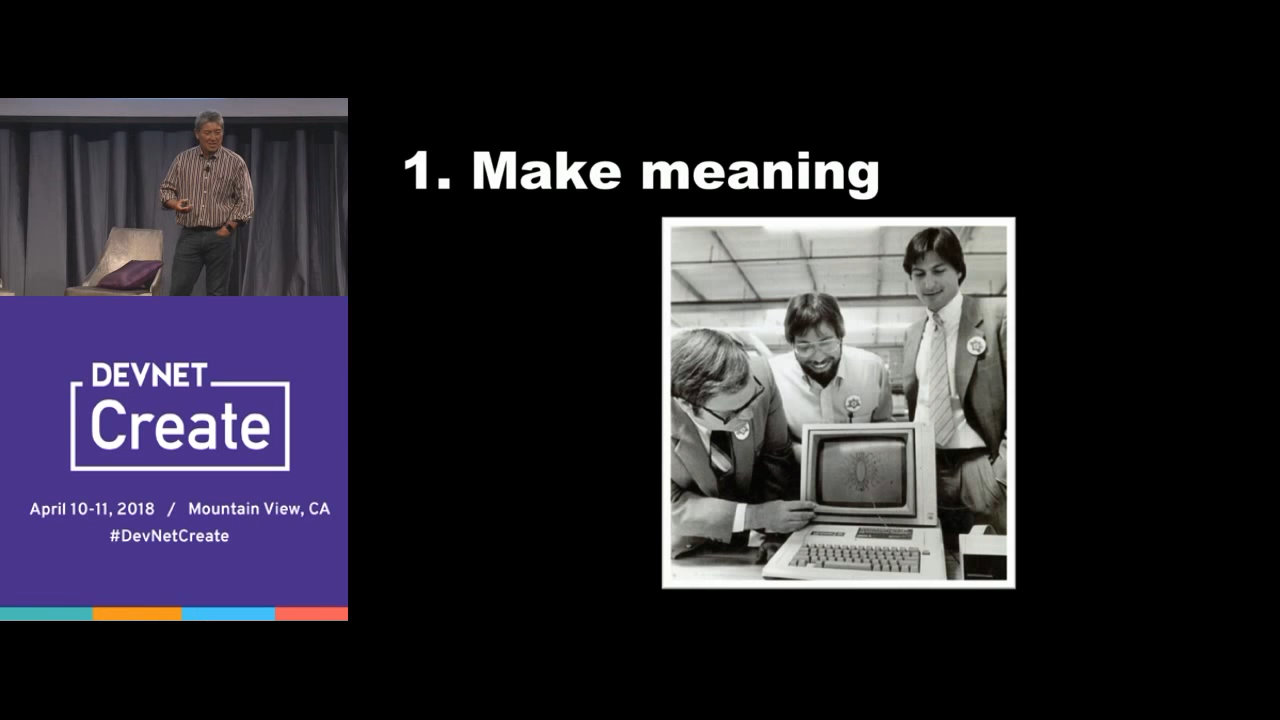 1. Make meaning
DEVNET
Create
April 10-11, 2018 / Mountain View, CA
#DevNetCreate